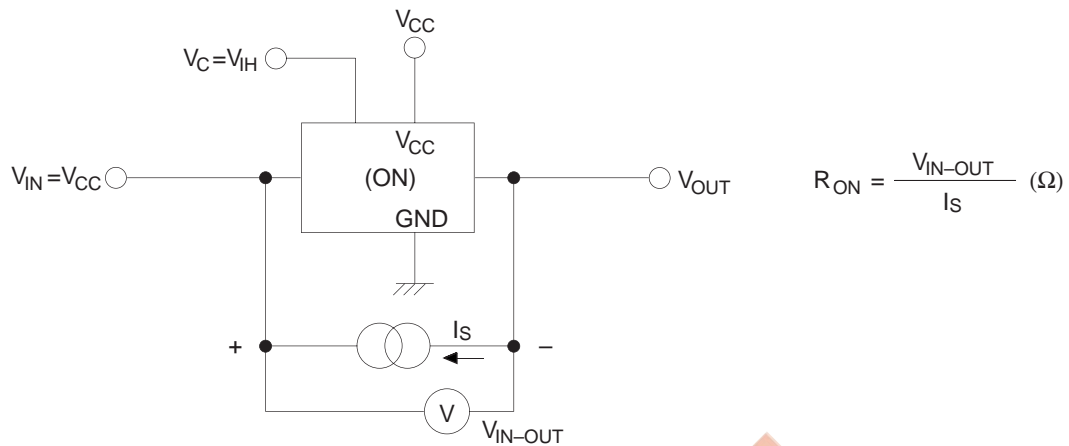 VCC
VC=VIH
VCC
VIN=VCC
(ON)
VOUT
GND
RON = VIN–OUT / IS (Ω)
IS
+
–
V
VIN–OUT